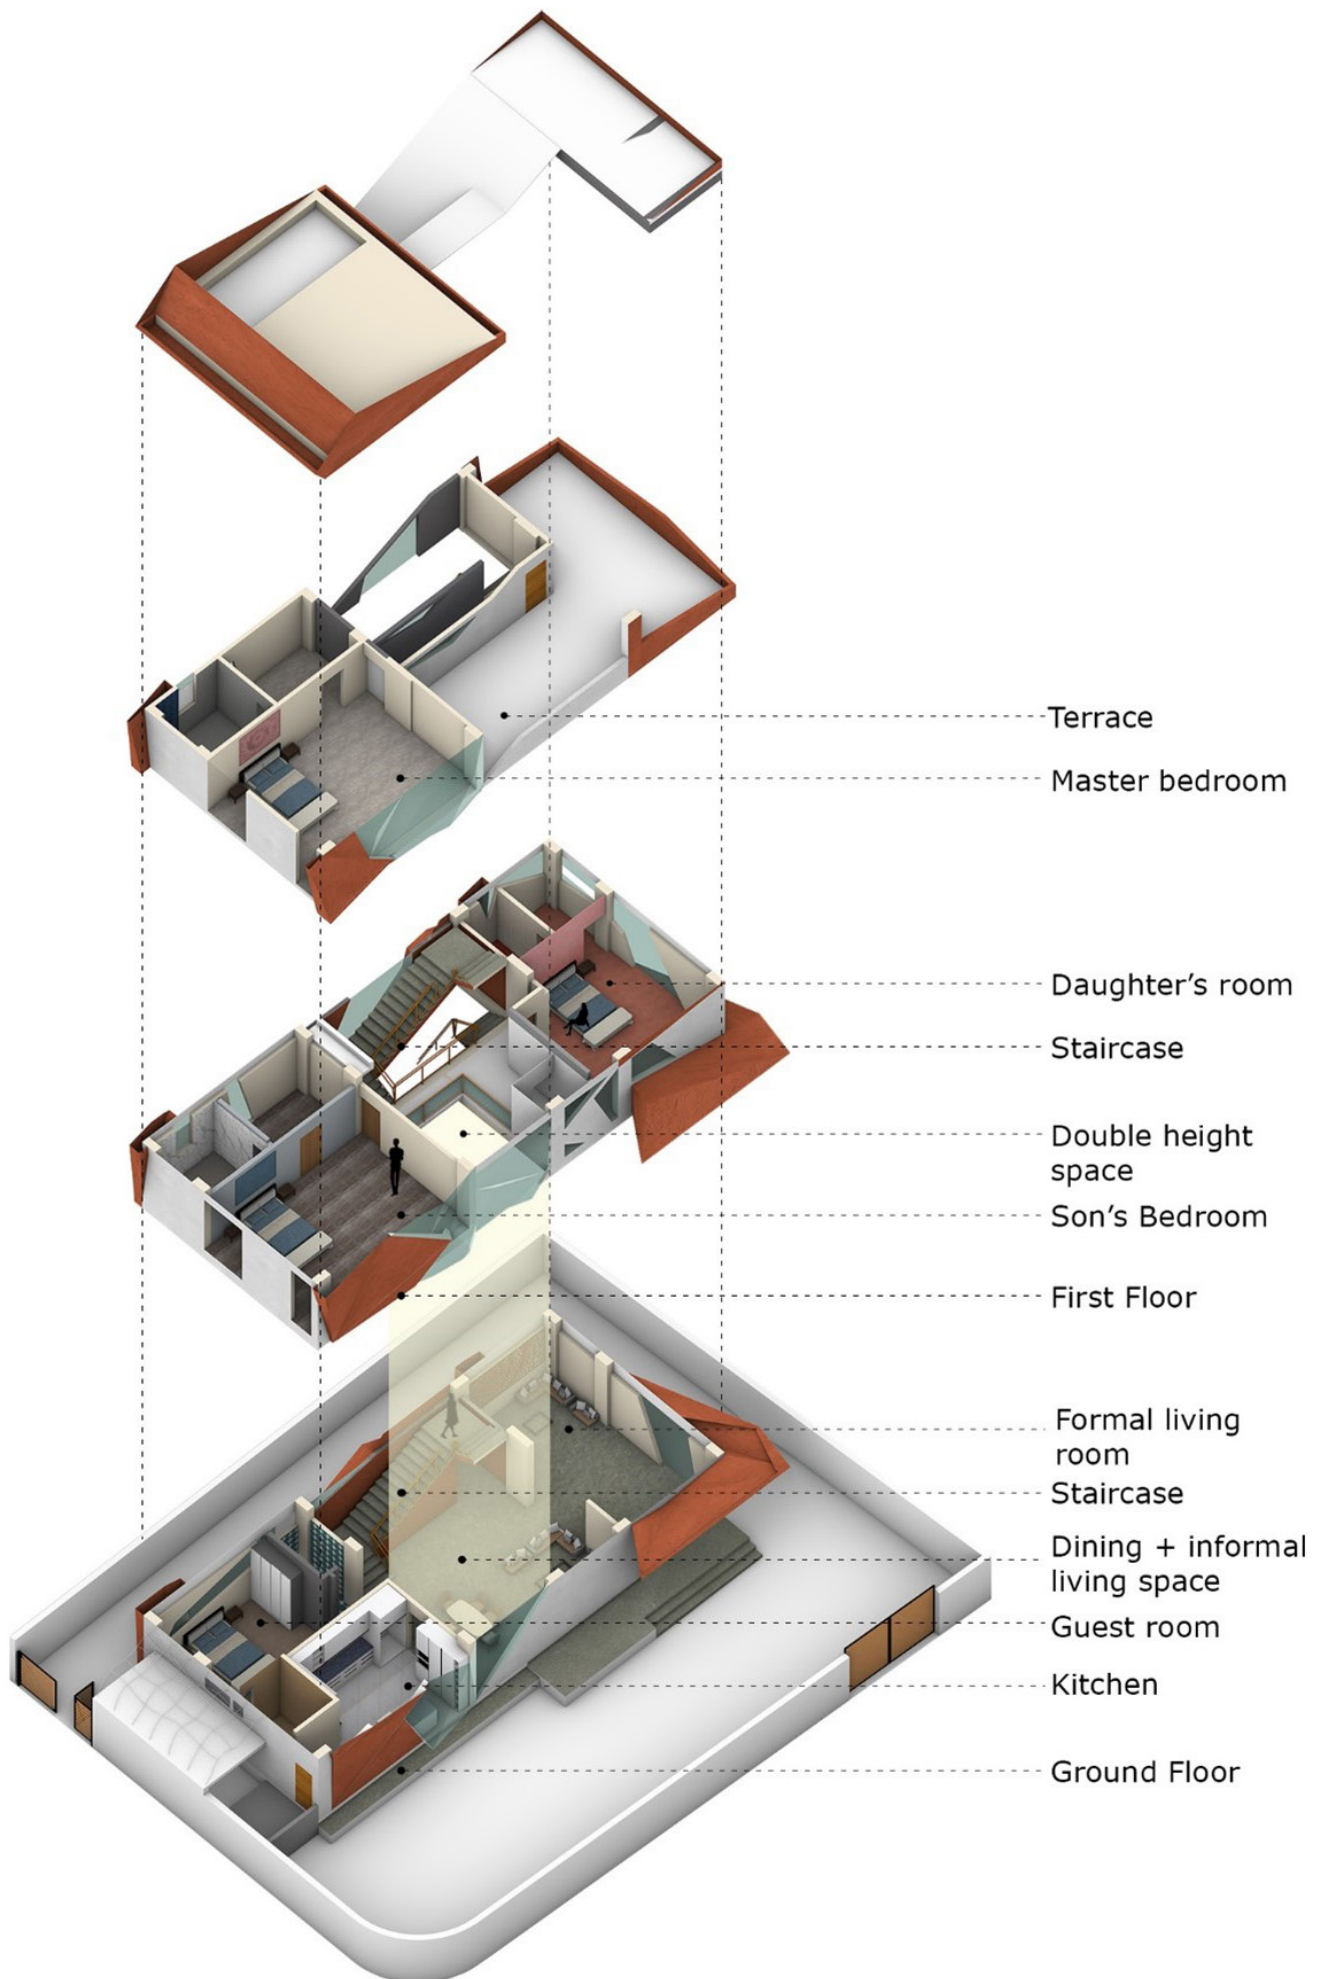 Terrace
Master bedroom
Daughter’s room
Staircase
Double height
space
Son’s Bedroom
First Floor
Formal living
room
Staircase
Dining + informal
living space
Guest room
Kitchen
Ground Floor